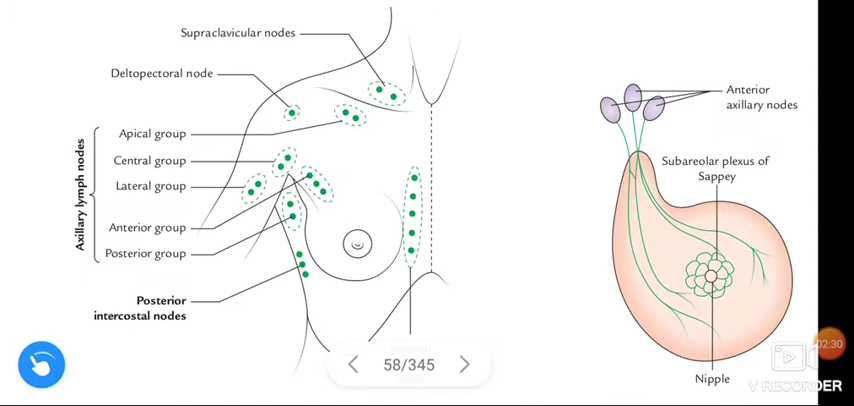 Supraclavicular nodes
Deltopectoral node
Apical group
Central group
Lateral group
Anterior group
Posterior group
Axillary lymph nodes
Posterior
intercostal nodes
58/345
Anterior
axillary nodes
Subareolar plexus of
Sappey
Nipple
02:30
V RECORDER